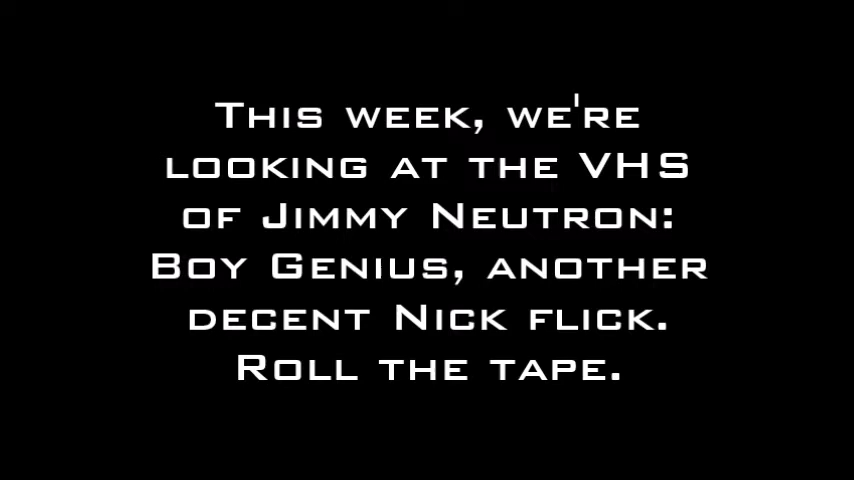 This week, we're
looking at the VHS
of Jimmy Neutron:
Boy Genius, another
decent Nick flick.
Roll the tape.